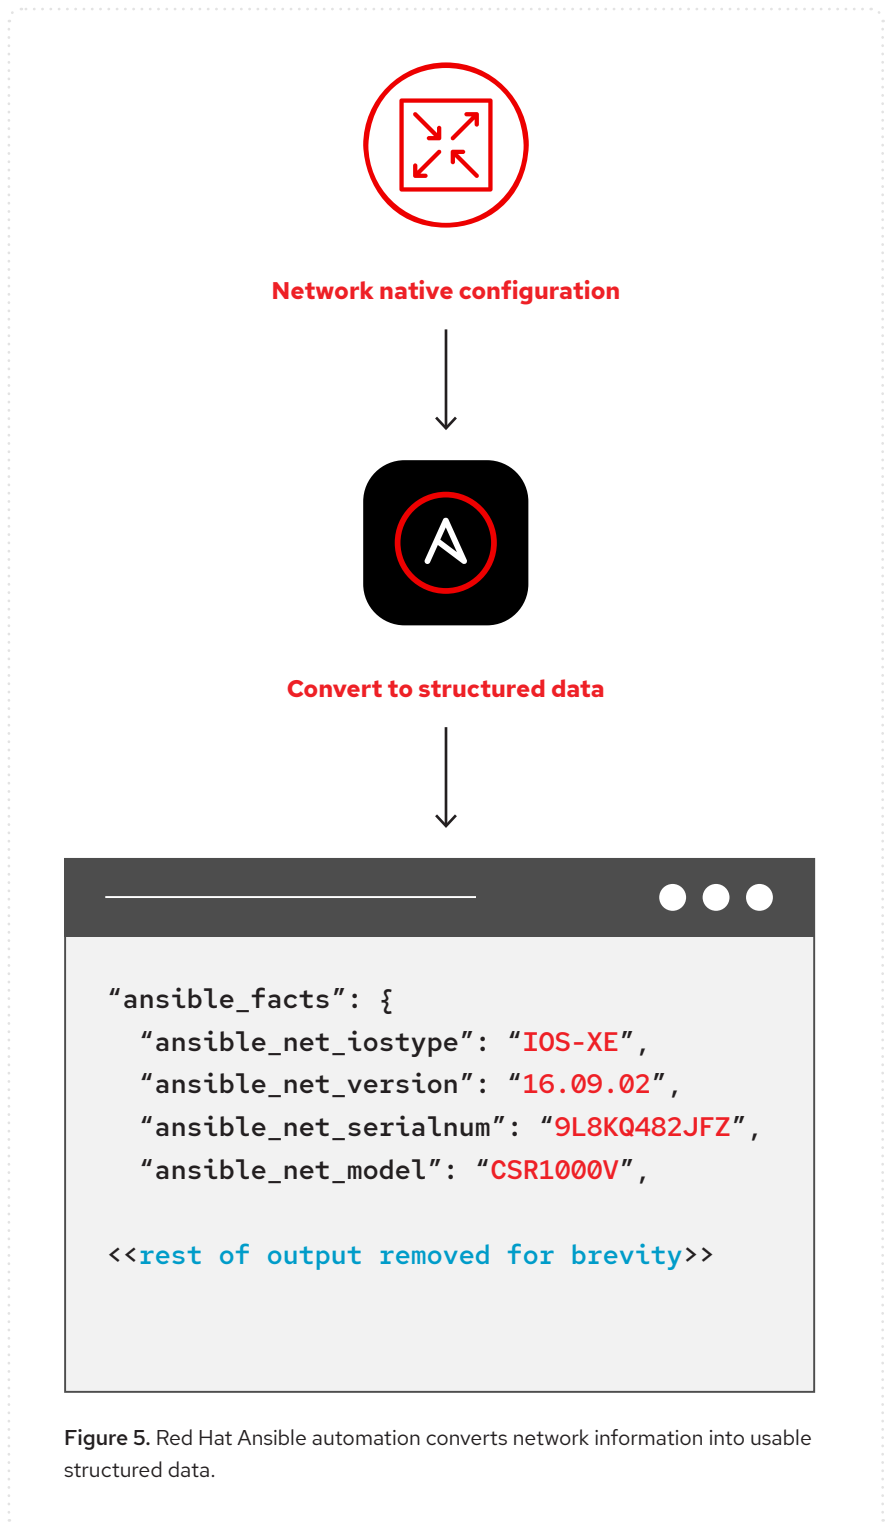 Network native configuration
Convert to structured data
“ansible_facts”: {
“ansible_net_iostype”: “IOS-XE”,
“ansible_net_version”: “16.09.02”,
“ansible_net_serialnum”: “9L8KQ482JFZ”,
“ansible_net_model”: “CSR1000V”,
<<rest of output removed for brevity>>
Figure 5. Red Hat Ansible automation converts network information into usable
structured data.